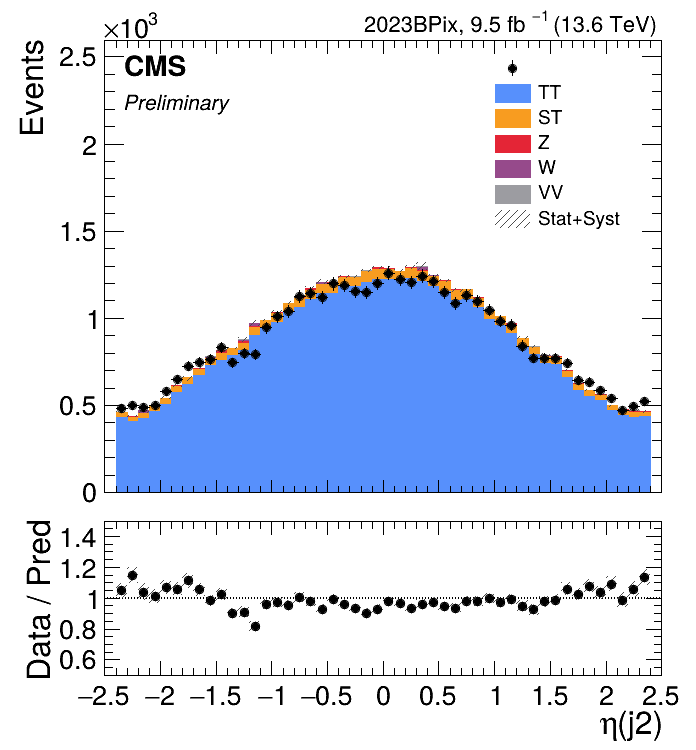 ×10³
2023BPix, 9.5 fb ⁻¹ (13.6 TeV)
Events
CMS
Preliminary
TT
ST
Z
W
VV
Stat+Syst
2.5
2
1.5
1
0.5
0
Data / Pred
1.4
1.2
1
0.8
0.6
−2.5 −2 −1.5 −1 −0.5 0 0.5 1 1.5 2 2.5
η(j2)